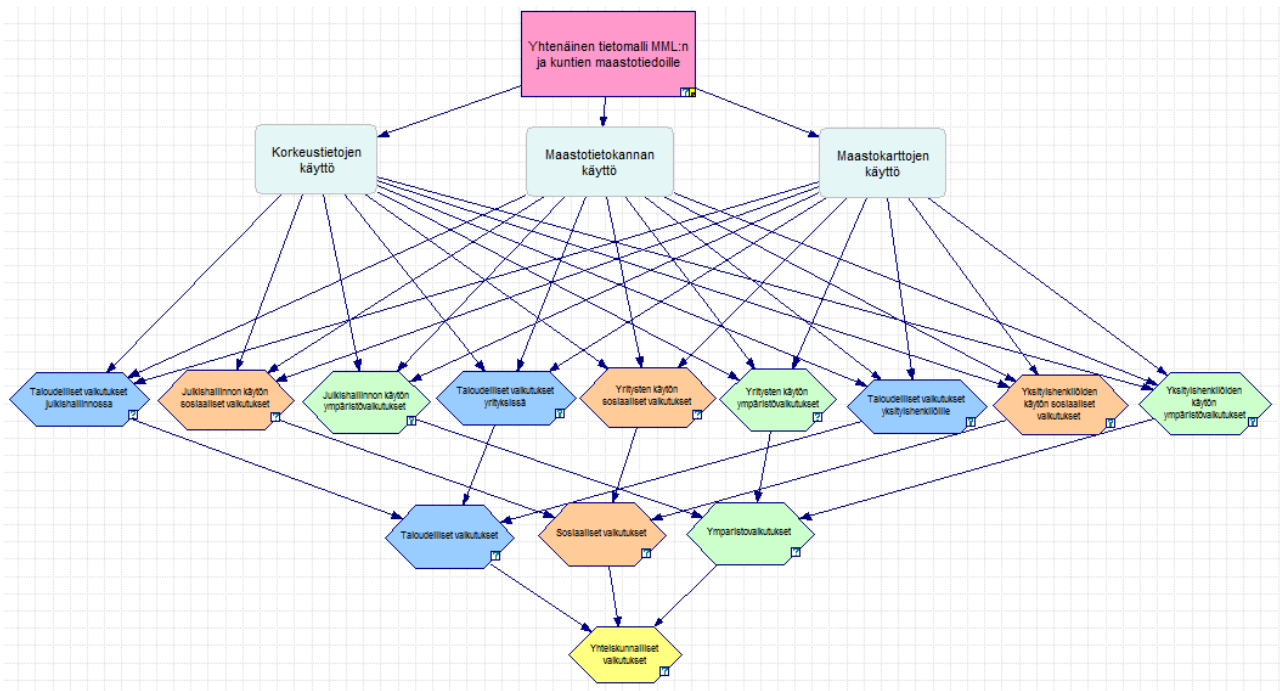 Yhtenäinen tietomalli MML:n
ja kuntien maastotiedoille
Korkeustietojen
käyttö
Maastotietokannan
käyttö
Maastokarttojen
käyttö
Taloudelliset vaikutukset
julkishallinnossa
Julkishallinnon käytön
sosiaaliset vaikutukset
Julkishallinnon käytön
ympäristövaikutukset
Taloudelliset vaikutukset
yrityksissä
Yritysten käytön
sosiaaliset vaikutukset
Yritysten käytön
ympäristövaikutukset
Taloudelliset vaikutukset
yksityishenkilöille
Yksityishenkilöiden
käytön sosiaaliset
vaikutukset
Yksityishenkilöiden
käytön
ympäristövaikutukset
Taloudelliset vaikutukset
Sosiaaliset vaikutukset
Ymparistovaikutukset
Yhteiskunnalliset
vaikutukset